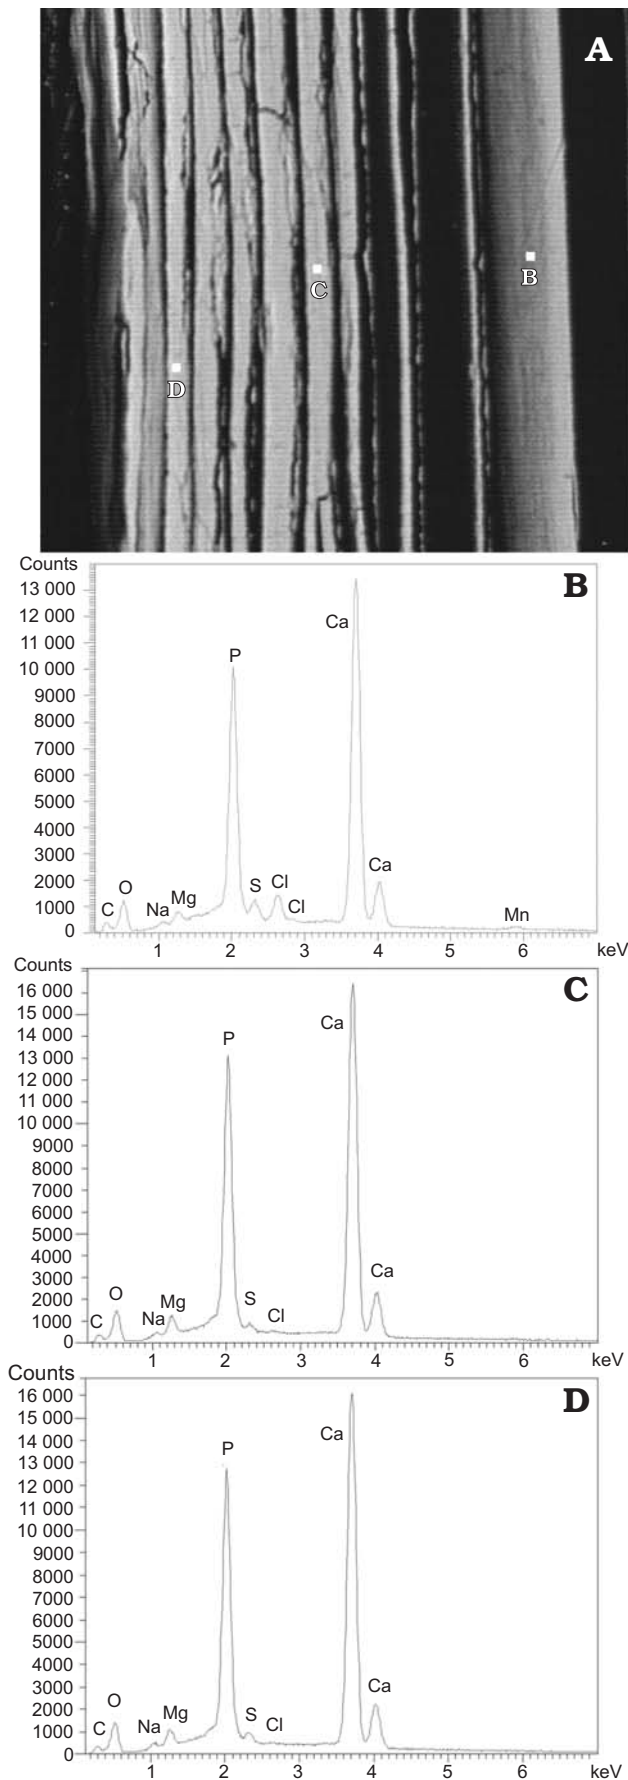 A
B
C
D
Counts
B
13 000
12 000
11 000
10 000
9000
8000
7000
6000
5000
4000
3000
2000
1000
0
Ca
P
C
O
Na
Mg
S
Cl
Cl
Ca
Mn
1 2 3 4 5 6 keV
Counts
C
16 000
15 000
14 000
13 000
12 000
11 000
10 000
9000
8000
7000
6000
5000
4000
3000
2000
1000
0
Ca
P
C
O
Na
Mg
S
Cl
Ca
1 2 3 4 5 6 keV
Counts
D
16 000
15 000
14 000
13 000
12 000
11 000
10 000
9000
8000
7000
6000
5000
4000
3000
2000
1000
0
Ca
P
C
O
Na
Mg
S
Cl
Ca
1 2 3 4 5 6 keV